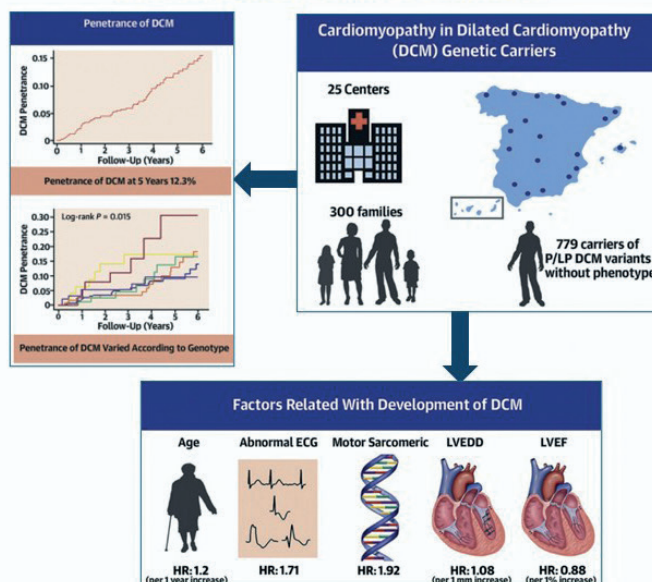 Penetrance of DCM
DCM Penetrance
0.15
0.10
0.05
0
0 1 2 3 4 5 6
Follow-Up (Years)
Penetrance of DCM at 5 Years 12.3%
Log-rank P = 0.015
DCM Penetrance
0.30
0.25
0.20
0.15
0.10
0.05
0
0 1 2 3 4 5 6
Follow-Up (Years)
Penetrance of DCM Varied According to Genotype
Cardiomyopathy in Dilated Cardiomyopathy
(DCM) Genetic Carriers
25 Centers
300 families
779 carriers of
P/LP DCM variants
without phenotype
Factors Related With Development of DCM
Age
HR: 1.2
(per 1 year increase)
Abnormal ECG
HR: 1.71
Motor Sarcomeric
HR: 1.92
LVEDD
HR: 1.08
(per 1 mm increase)
LVEF
HR: 0.88
(per 1% increase)